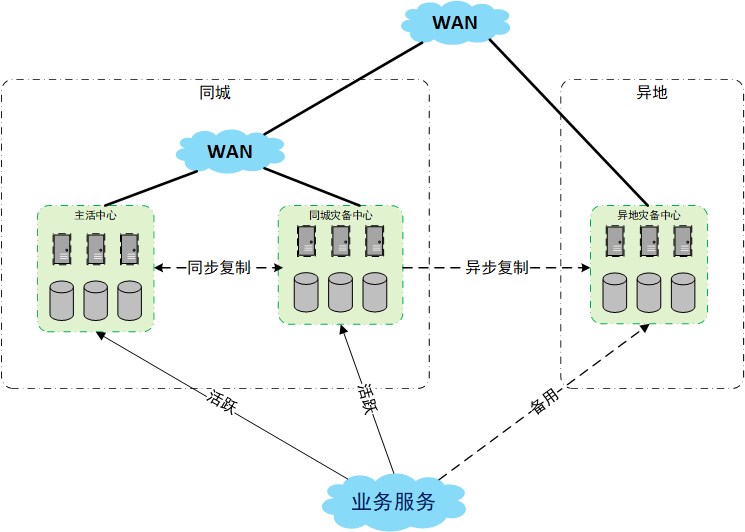 WAN
同城
异地
WAN
主活中心
同城灾备中心
异地灾备中心
同步复制
异步复制
活跃
活跃
备用
业务服务